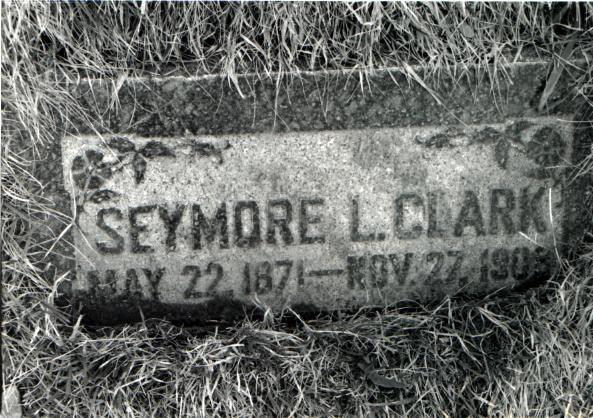 SEYMORE L. CLARK
MAY 22, 1871—NOV. 27,